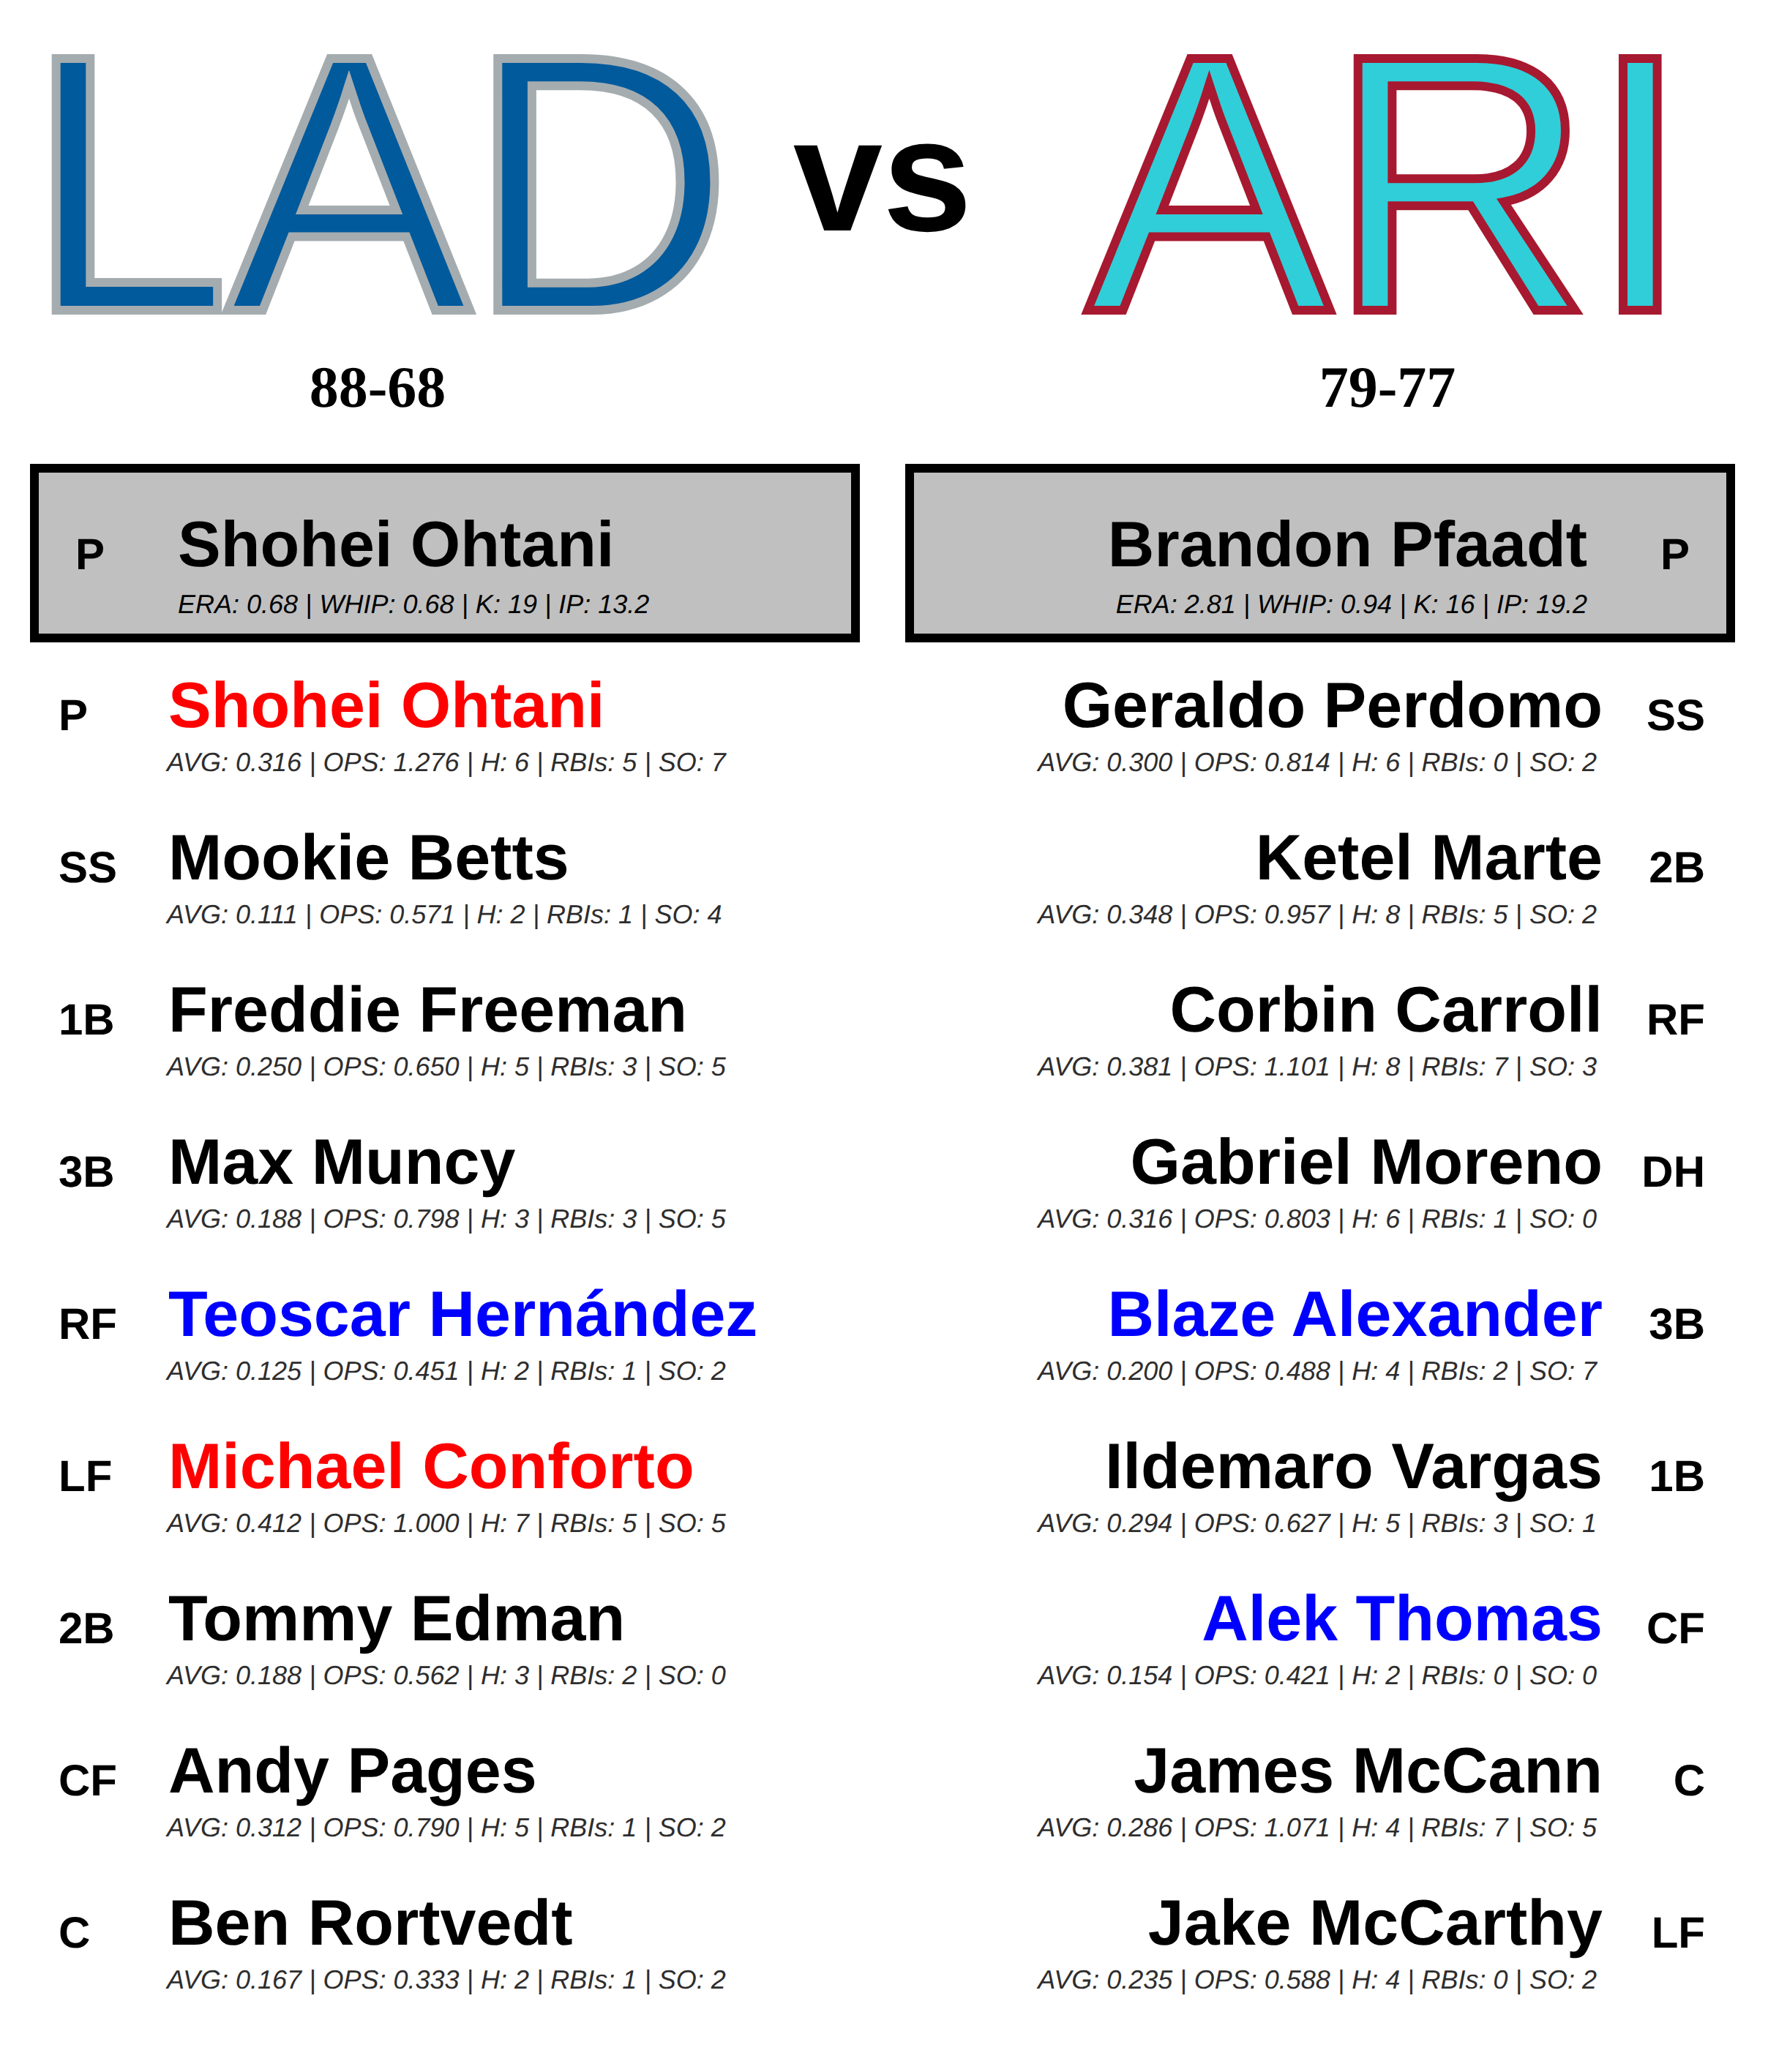 LAD vs ARI
88-68
79-77
P Shohei Ohtani
ERA: 0.68 | WHIP: 0.68 | K: 19 | IP: 13.2
Brandon Pfaadt P
ERA: 2.81 | WHIP: 0.94 | K: 16 | IP: 19.2
P Shohei Ohtani
AVG: 0.316 | OPS: 1.276 | H: 6 | RBIs: 5 | SO: 7
SS Mookie Betts
AVG: 0.111 | OPS: 0.571 | H: 2 | RBIs: 1 | SO: 4
1B Freddie Freeman
AVG: 0.250 | OPS: 0.650 | H: 5 | RBIs: 3 | SO: 5
3B Max Muncy
AVG: 0.188 | OPS: 0.798 | H: 3 | RBIs: 3 | SO: 5
RF Teoscar Hernández
AVG: 0.125 | OPS: 0.451 | H: 2 | RBIs: 1 | SO: 2
LF Michael Conforto
AVG: 0.412 | OPS: 1.000 | H: 7 | RBIs: 5 | SO: 5
2B Tommy Edman
AVG: 0.188 | OPS: 0.562 | H: 3 | RBIs: 2 | SO: 0
CF Andy Pages
AVG: 0.312 | OPS: 0.790 | H: 5 | RBIs: 1 | SO: 2
C Ben Rortvedt
AVG: 0.167 | OPS: 0.333 | H: 2 | RBIs: 1 | SO: 2
Geraldo Perdomo SS
AVG: 0.300 | OPS: 0.814 | H: 6 | RBIs: 0 | SO: 2
Ketel Marte 2B
AVG: 0.348 | OPS: 0.957 | H: 8 | RBIs: 5 | SO: 2
Corbin Carroll RF
AVG: 0.381 | OPS: 1.101 | H: 8 | RBIs: 7 | SO: 3
Gabriel Moreno DH
AVG: 0.316 | OPS: 0.803 | H: 6 | RBIs: 1 | SO: 0
Blaze Alexander 3B
AVG: 0.200 | OPS: 0.488 | H: 4 | RBIs: 2 | SO: 7
Ildemaro Vargas 1B
AVG: 0.294 | OPS: 0.627 | H: 5 | RBIs: 3 | SO: 1
Alek Thomas CF
AVG: 0.154 | OPS: 0.421 | H: 2 | RBIs: 0 | SO: 0
James McCann C
AVG: 0.286 | OPS: 1.071 | H: 4 | RBIs: 7 | SO: 5
Jake McCarthy LF
AVG: 0.235 | OPS: 0.588 | H: 4 | RBIs: 0 | SO: 2